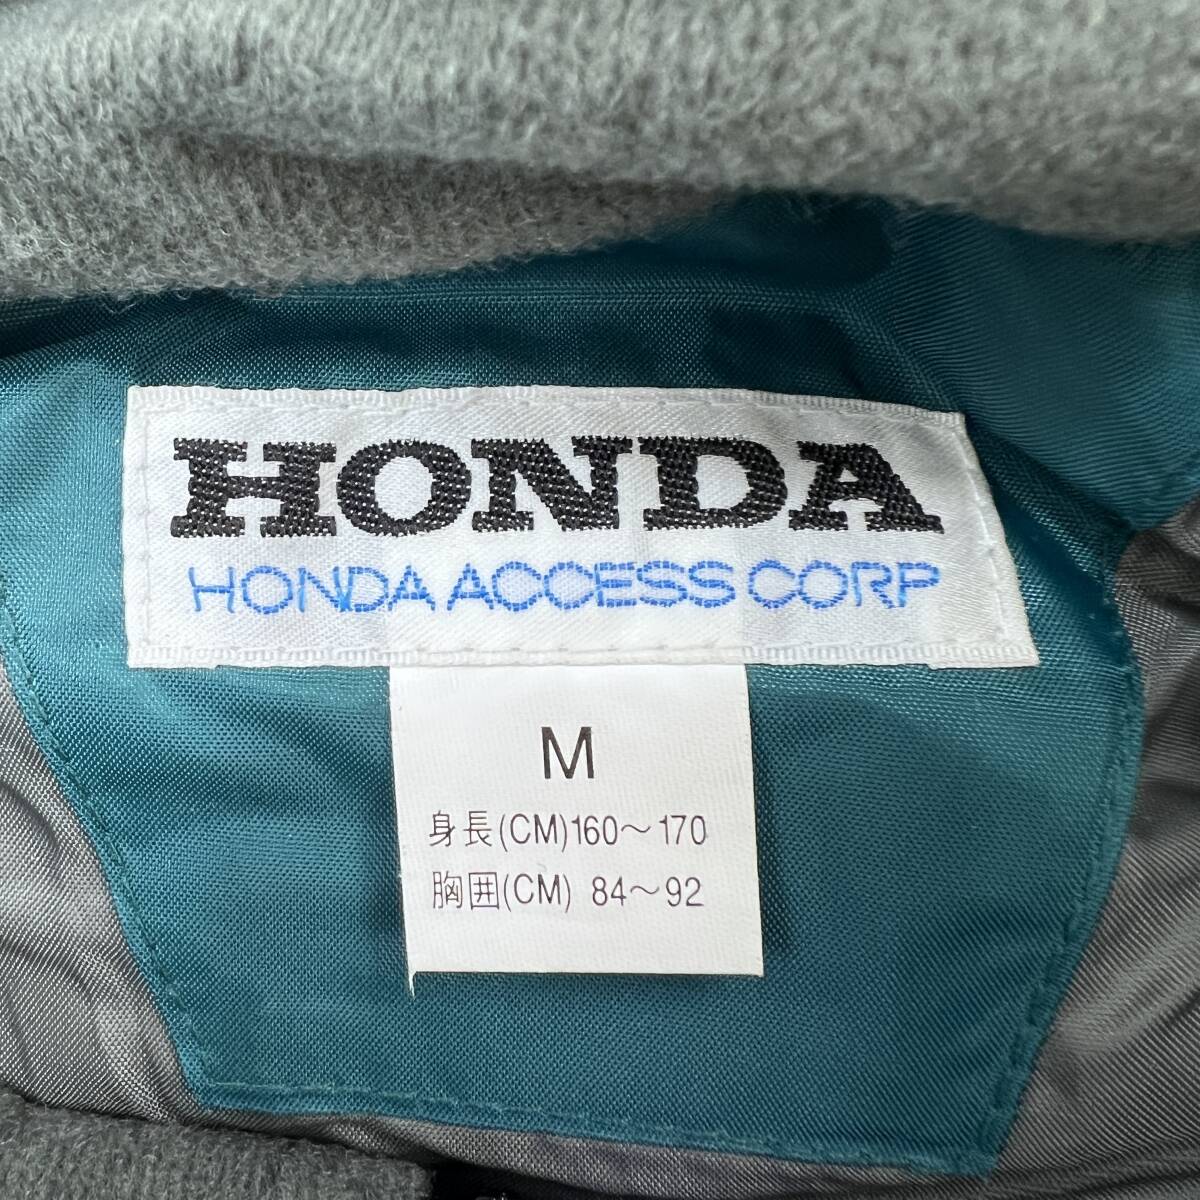 HONDA
HONDA ACCESS CORP
M
身長(CM)160～170
胸囲(CM) 84～92